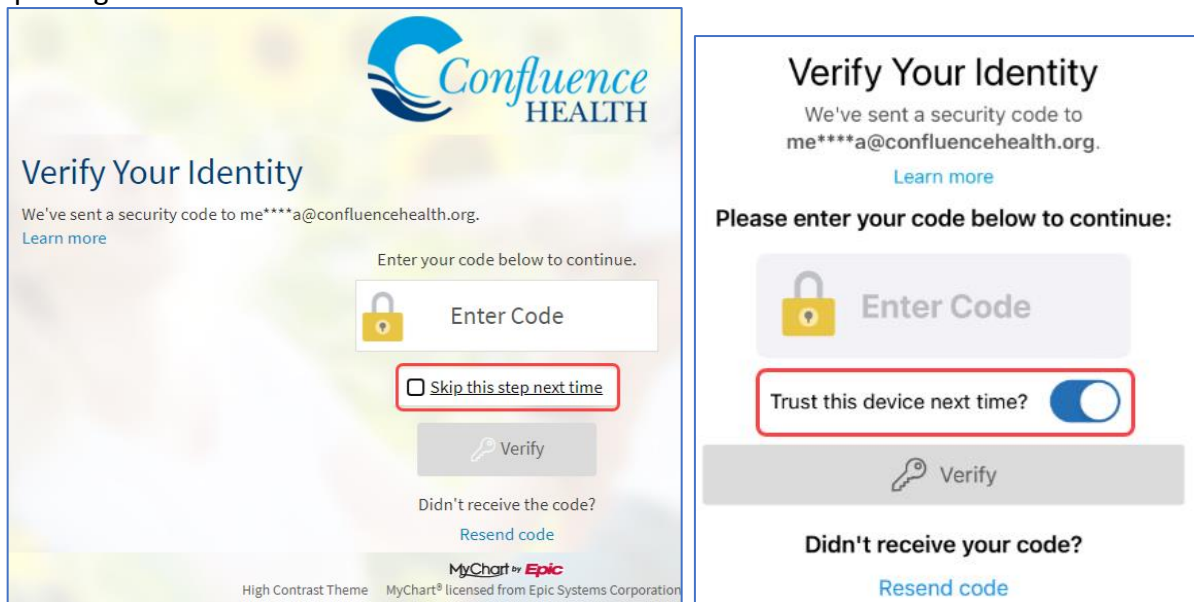 Confluence
HEALTH
Verify Your Identity
We've sent a security code to me****a@confluencehealth.org.
Learn more
Enter your code below to continue.
Enter Code
Skip this step next time
Verify
Didn't receive the code?
Resend code
MyChart by Epic
High Contrast Theme MyChart® licensed from Epic Systems Corporation
Verify Your Identity
We've sent a security code to
me****a@confluencehealth.org.
Learn more
Please enter your code below to continue:
Enter Code
Trust this device next time?
Verify
Didn't receive your code?
Resend code